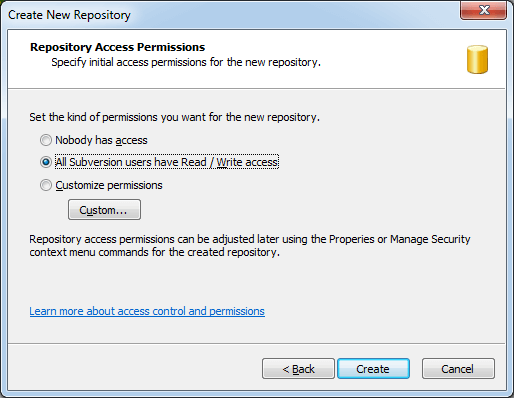 Create New Repository
Repository Access Permissions
Specify initial access permissions for the new repository.
Set the kind of permissions you want for the new repository.
Nobody has access
All Subversion users have Read / Write access
Customize permissions
Custom...
Repository access permissions can be adjusted later using the Properies or Manage Security
context menu commands for the created repository.
Learn more about access control and permissions
< Back
Create
Cancel